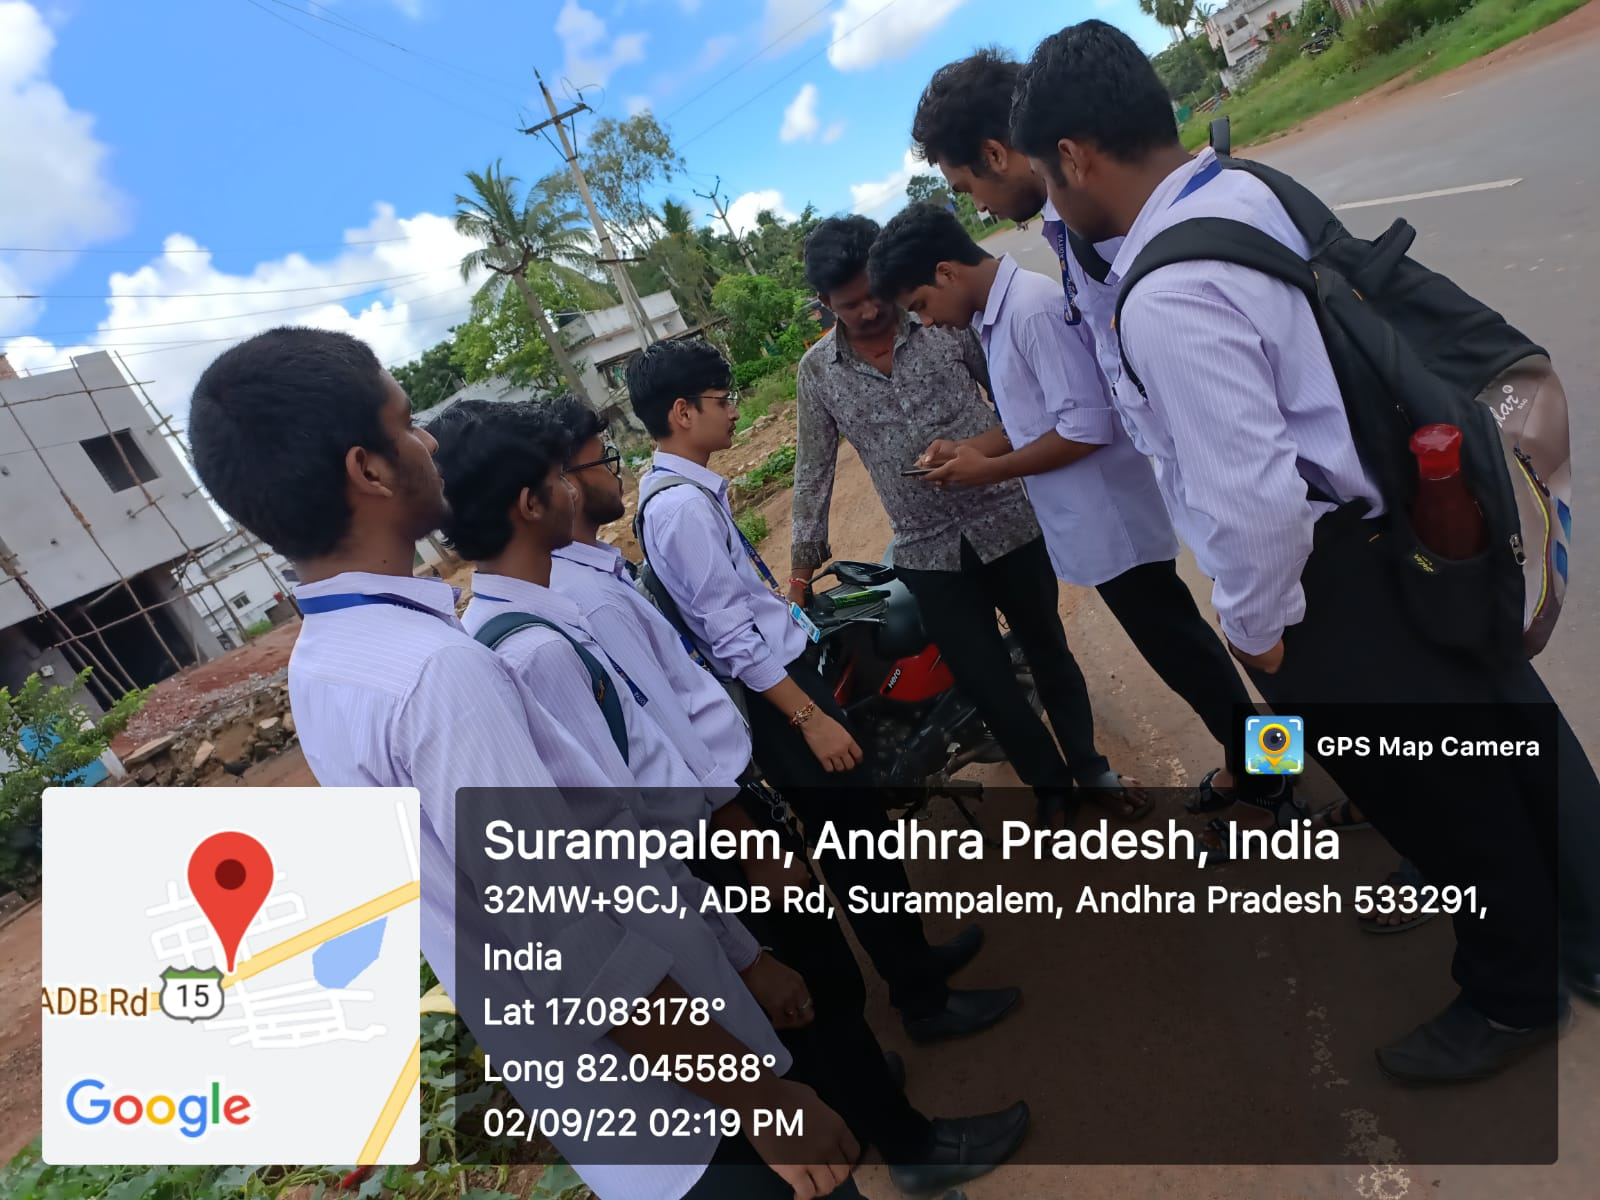 ADITYA
Hero
GPS Map Camera
Surampalem, Andhra Pradesh, India
32MW+9CJ, ADB Rd, Surampalem, Andhra Pradesh 533291,
India
Lat 17.083178°
Long 82.045588°
02/09/22 02:19 PM
ADB Rd
15
Google